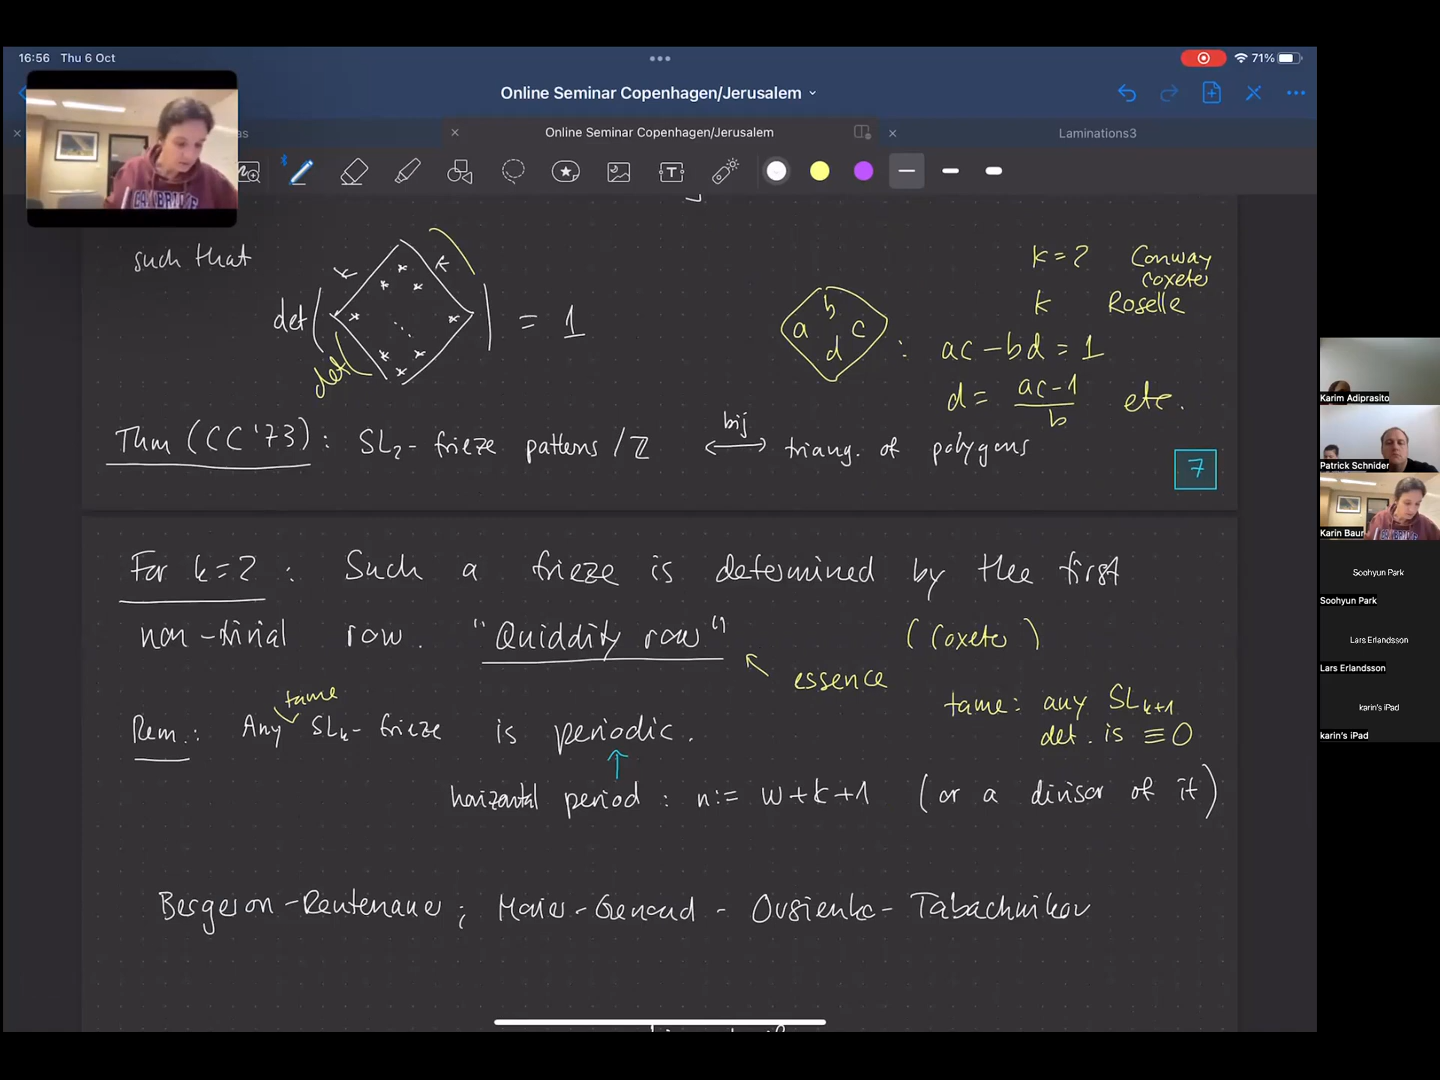 16:56 Thu 6 Oct
71%
Online Seminar Copenhagen/Jerusalem
as
Online Seminar Copenhagen/Jerusalem
Laminations3
such that
k
k
det ( ) = 1
det (
a b c d : ac - bd = 1
d = (ac-1)/b etc.
k=2 Conway
Coxeter
k Roselle
Thm (CC '73) : SL₂ - frieze patterns / ℤ ⟷ bij triang. of polygons
7
For k=2 : Such a frieze is determined by the first
non-trivial row. "Quiddity row" (Coxeter)
essence
tame
Rem.: Any SLₖ - frieze is periodic.
tame: any SLₖ₊₁
det. is ≡ 0
horizontal period : n := w+k+1 (or a divisor of it)
Bergeron - Reutenauer ; Morier-Genoud - Ovsienko - Tabachnikov
Karim Adiprasito
Patrick Schnider
Karin Baur
Soohyun Park
Soohyun Park
Lars Erlandsson
Lars Erlandsson
karin's iPad
karin's iPad